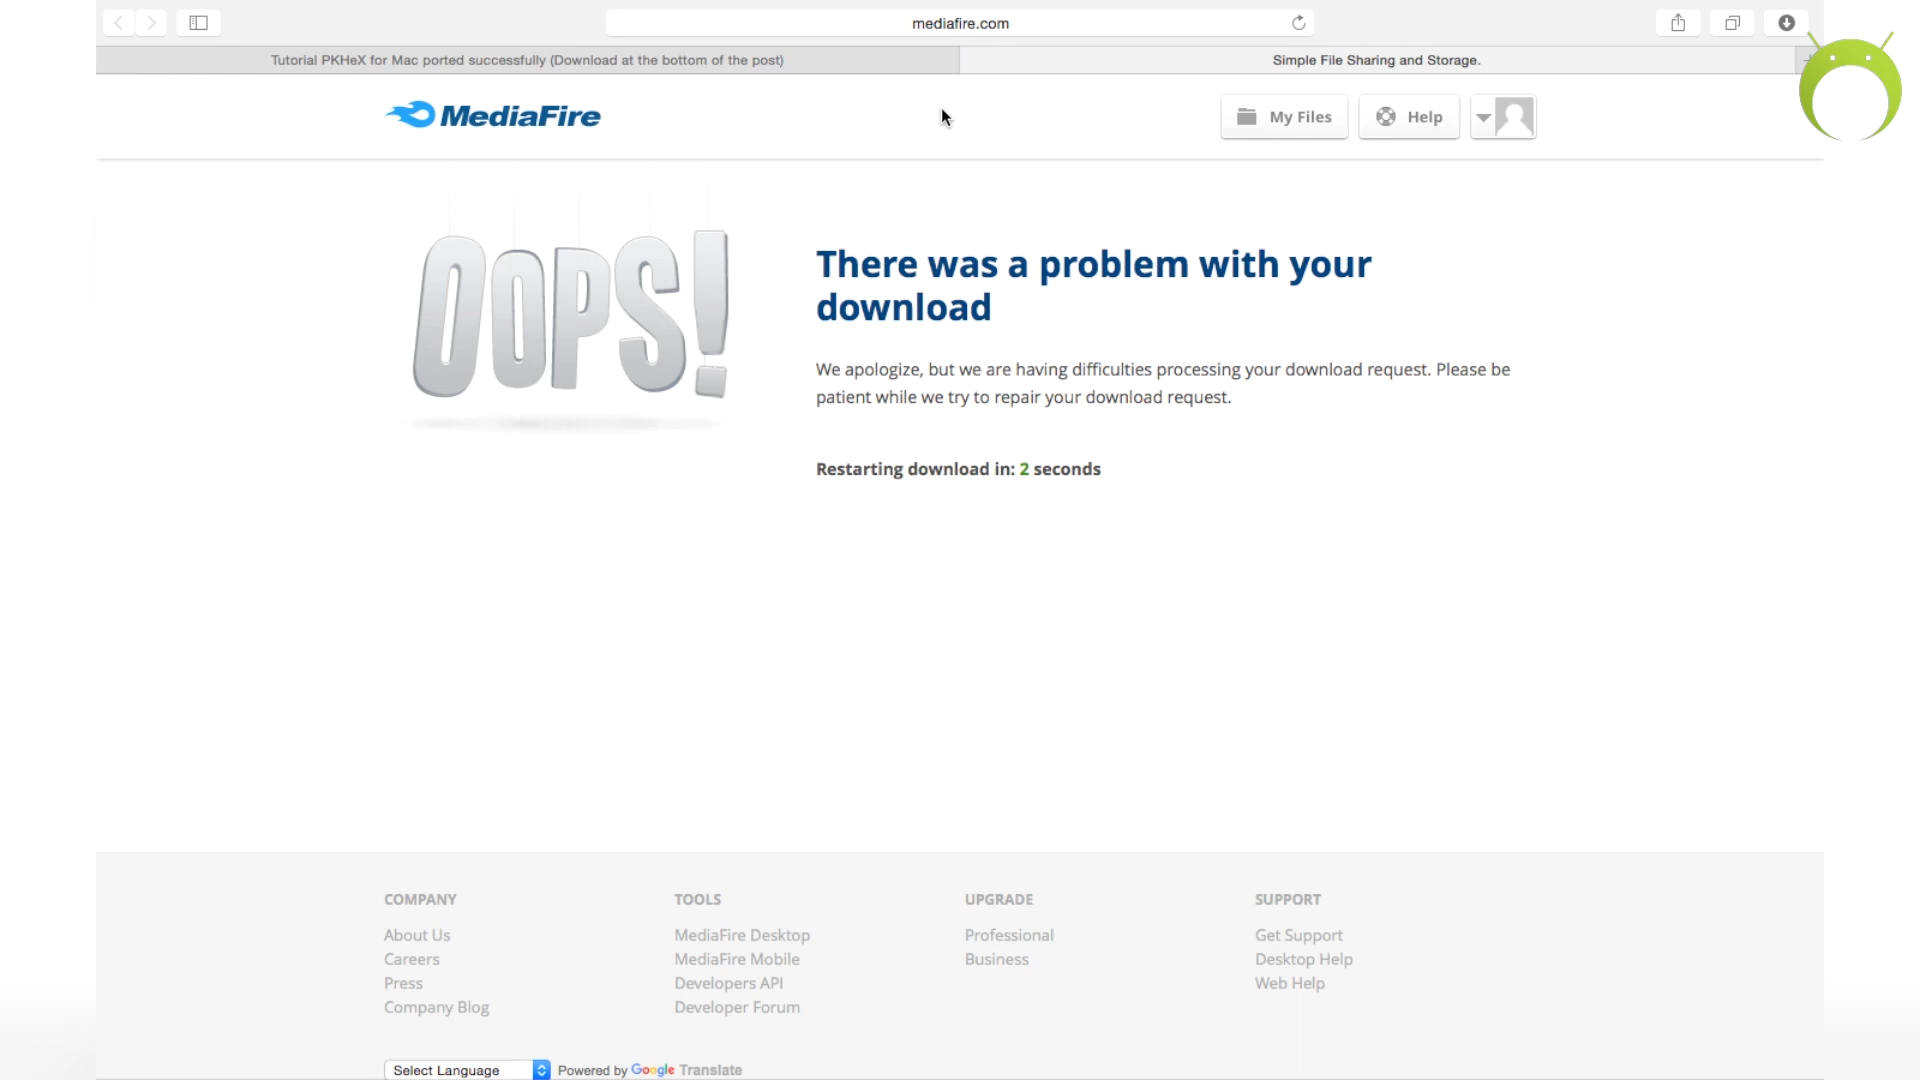 mediafire.com
Tutorial PKHeX for Mac ported successfully (Download at the bottom of the post)
Simple File Sharing and Storage.
MediaFire
My Files
Help
OOPS!
There was a problem with your
download
We apologize, but we are having difficulties processing your download request. Please be
patient while we try to repair your download request.
Restarting download in: 2 seconds
COMPANY
About Us
Careers
Press
Company Blog
TOOLS
MediaFire Desktop
MediaFire Mobile
Developers API
Developer Forum
UPGRADE
Professional
Business
SUPPORT
Get Support
Desktop Help
Web Help
Select Language
Powered by Google Translate